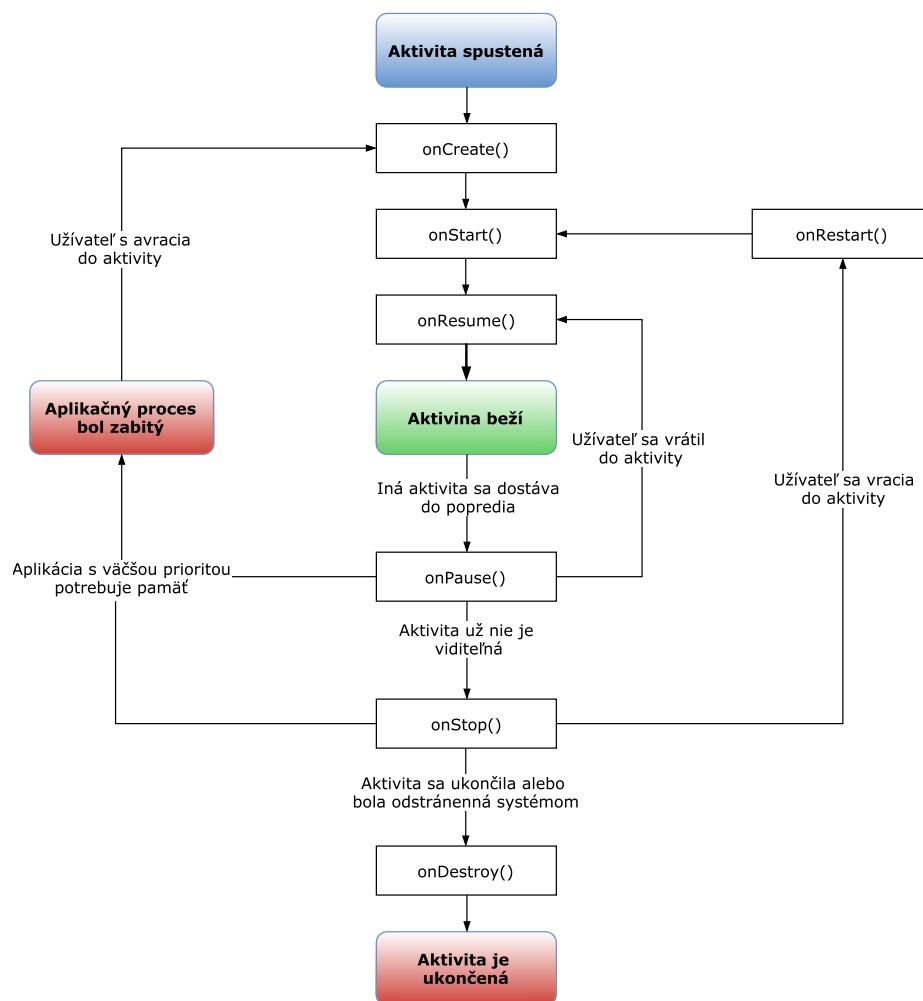 Aktivita spustená
onCreate()
Užívateľ s avracia
do aktivity
onStart()
onRestart()
onResume()
Aplikačný proces
bol zabitý
Aktivina beží
Užívateľ sa vrátil
do aktivity
Užívateľ sa vracia
do aktivity
Iná aktivita sa dostáva
do popredia
Aplikácia s väčšou prioritou
potrebuje pamäť
onPause()
Aktivita už nie je
viditeľná
onStop()
Aktivita sa ukončila alebo
bola odstránenná systémom
onDestroy()
Aktivita je
ukončená